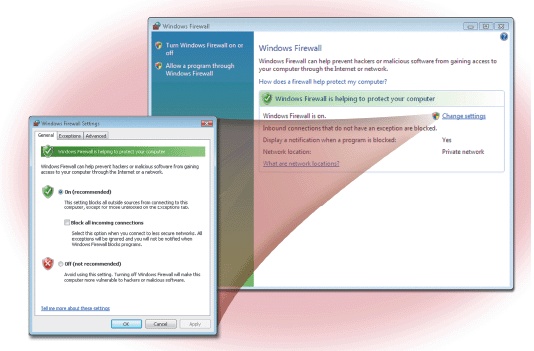 Windows Firewall
Turn Windows Firewall on or
off
Allow a program through
Windows Firewall
Windows Firewall
Windows Firewall can help prevent hackers or malicious software from gaining access to
your computer through the Internet or network.
How does a firewall help protect my computer?
Windows Firewall is helping to protect your computer
Windows Firewall is on.
Change settings
Inbound connections that do not have an exception are blocked.
Display a notification when a program is blocked:
Yes
Network location:
Private network
What are network locations?
Windows Firewall Settings
General
Exceptions
Advanced
Windows Firewall is helping to protect your computer
Windows Firewall can help prevent hackers or malicious software from gaining
access to your computer through the Internet or network.
On (recommended)
This setting blocks all outside sources from connecting to this
computer, except for those unblocked on the Exceptions tab.
Block all incoming connections
Select this option when you connect to less secure networks. All
exceptions will be ignored and you will not be notified when
Windows Firewall blocks programs.
Off (not recommended)
Avoid using this setting. Turning off Windows Firewall will make this
computer more vulnerable to hackers or malicious software.
Tell me more about these settings
OK
Cancel
Apply